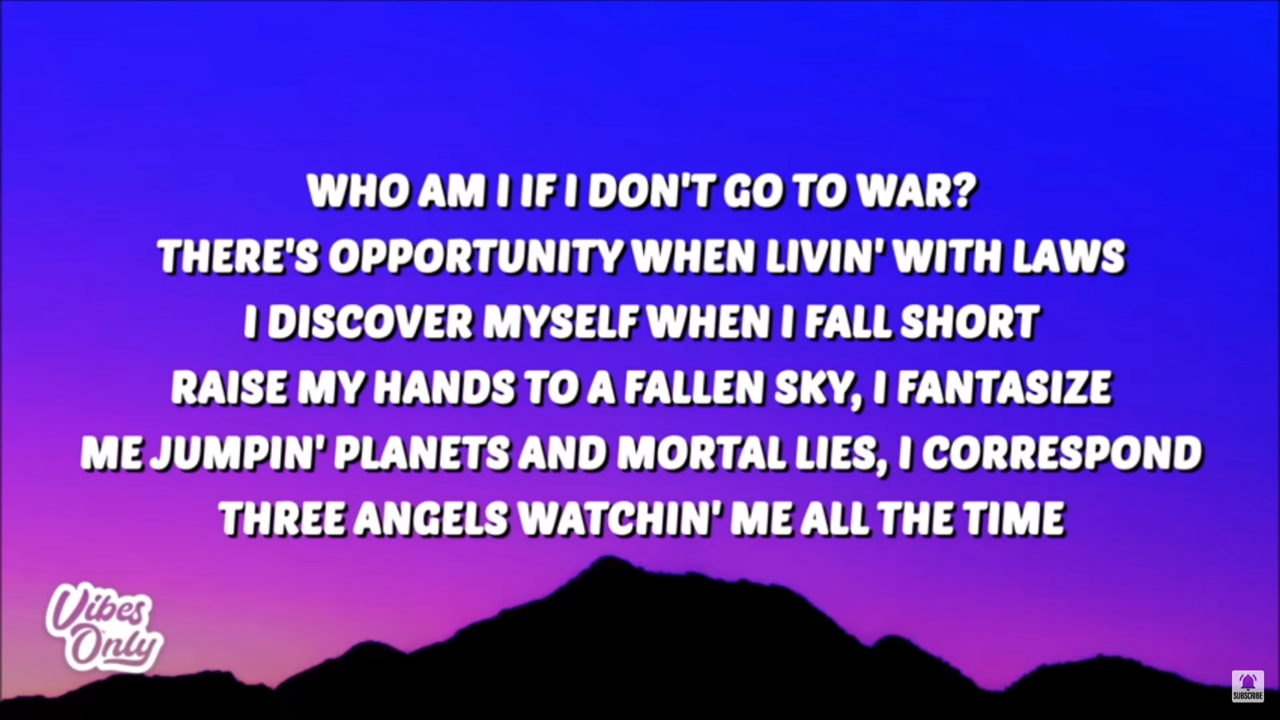 WHO AM I IF I DON'T GO TO WAR?
THERE'S OPPORTUNITY WHEN LIVIN' WITH LAWS
I DISCOVER MYSELF WHEN I FALL SHORT
RAISE MY HANDS TO A FALLEN SKY, I FANTASIZE
ME JUMPIN' PLANETS AND MORTAL LIES, I CORRESPOND
THREE ANGELS WATCHIN' ME ALL THE TIME
Vibes
Only
SUBSCRIBE